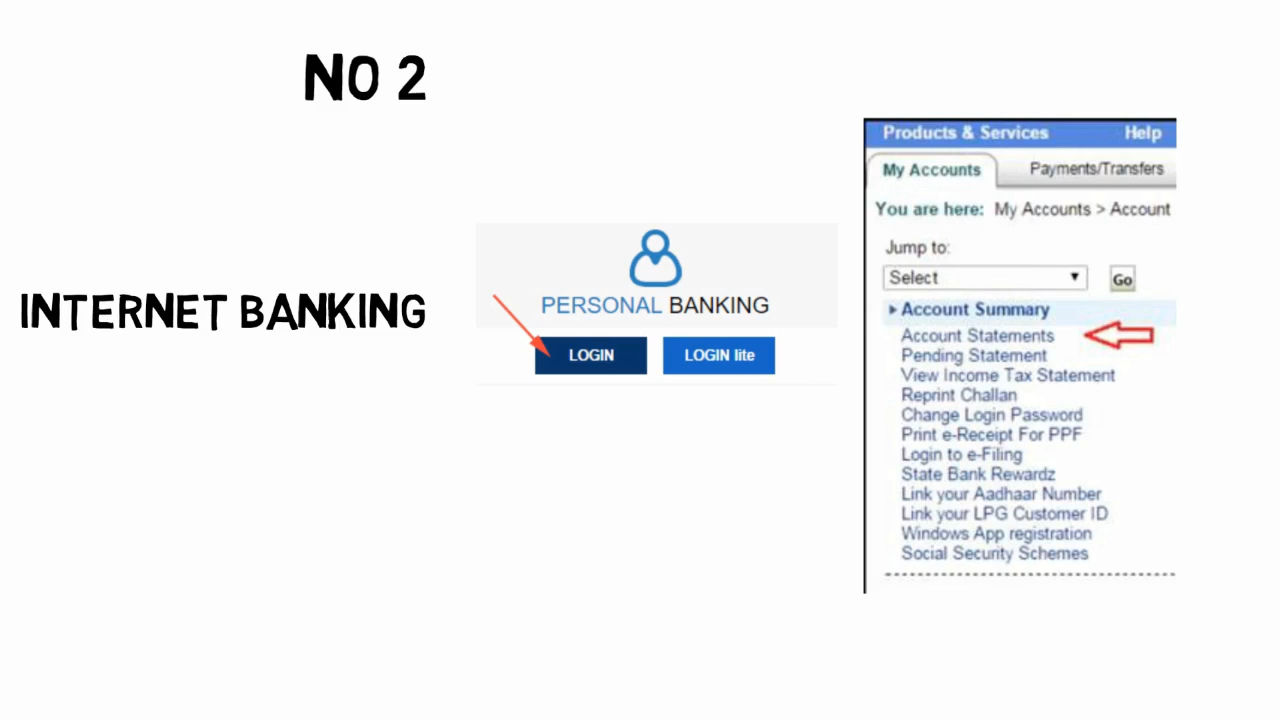 NO 2
INTERNET BANKING
PERSONAL BANKING
LOGIN
LOGIN lite
Products & Services Help
My Accounts Payments/Transfers
You are here: My Accounts > Account
Jump to:
Select Go
Account Summary
Account Statements
Pending Statement
View Income Tax Statement
Reprint Challan
Change Login Password
Print e-Receipt For PPF
Login to e-Filing
State Bank Rewardz
Link your Aadhaar Number
Link your LPG Customer ID
Windows App registration
Social Security Schemes